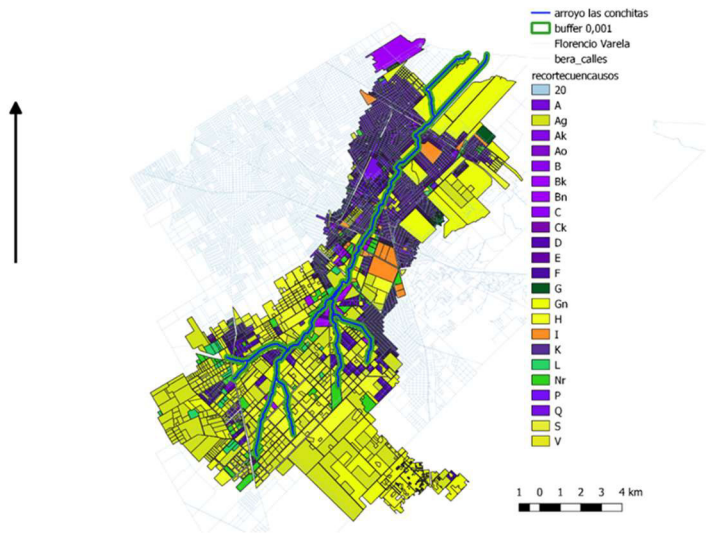 arroyo las conchitas
buffer 0,001
Florencio Varela
bera_calles
recortecuencausos
20
A
Ag
Ak
Ao
B
Bk
Bn
C
Ck
D
E
F
G
Gn
H
I
K
L
Nr
P
Q
S
V
1 0 1 2 3 4 km